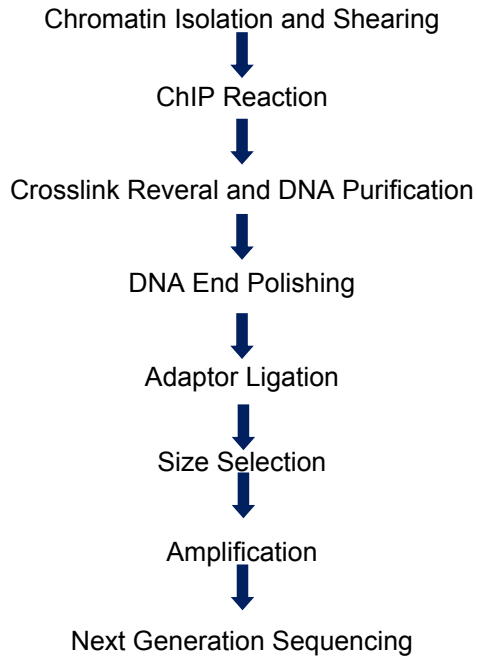 Chromatin Isolation and Shearing
ChIP Reaction
Crosslink Reveral and DNA Purification
DNA End Polishing
Adaptor Ligation
Size Selection
Amplification
Next Generation Sequencing